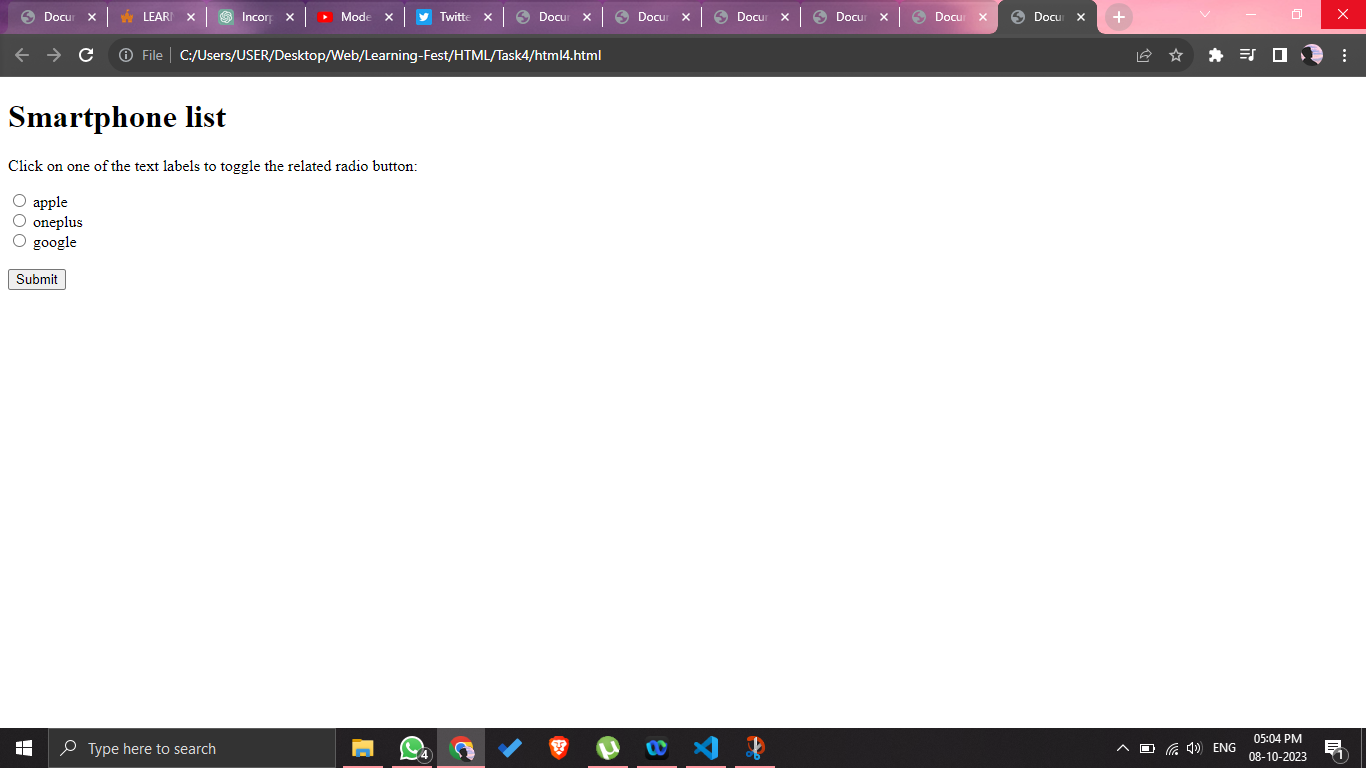 Docu
LEAR
Incor
Mode
Twitte
Docu
Docu
Docu
Docu
Docu
Docu
File
C:/Users/USER/Desktop/Web/Learning-Fest/HTML/Task4/html4.html
Smartphone list
Click on one of the text labels to toggle the related radio button:
apple
oneplus
google
Submit
Type here to search
4
ENG
05:04 PM
08-10-2023
1